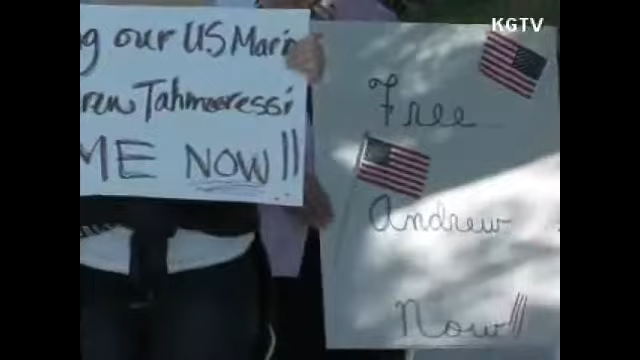 KGTV
g our US Mari
rew Tahmooressi
ME NOW!!
Free
Andrew
Now!!